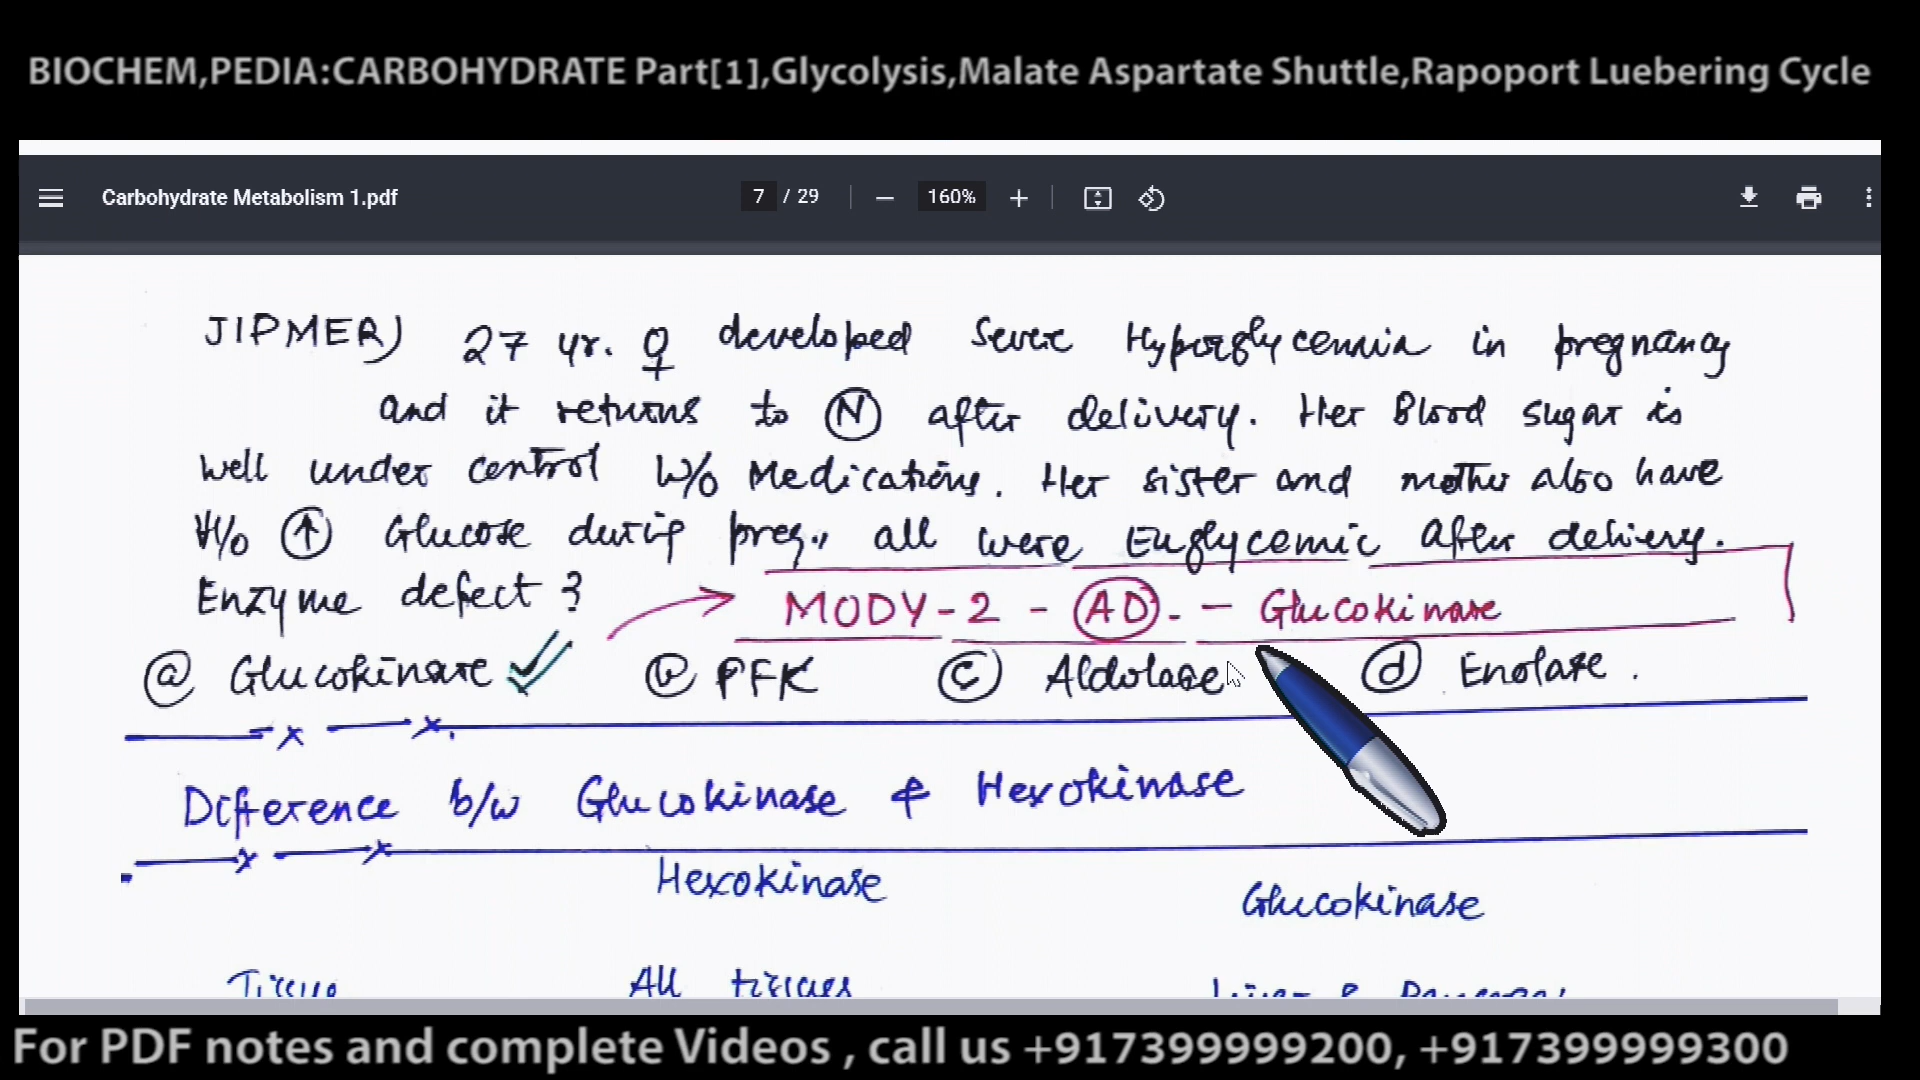 BIOCHEM,PEDIA:CARBOHYDRATE Part[1],Glycolysis,Malate Aspartate Shuttle,Rapoport Luebering Cycle
Carbohydrate Metabolism 1.pdf 7 / 29 160%
JIPMER) 27 yr. ♀ developed Severe Hyperglycemia in pregnancy
and it returns to Ⓝ after delivery. Her Blood sugar is
well under control W/o Medications. Her sister and mother also have
H/o ↑ Glucose during preg., all were Euglycemic after delivery.
Enzyme defect ? → MODY-2 - AD. - Glucokinase
ⓐ Glucokinase ⓑ PFK ⓒ Aldolase ⓓ Enolase.
Difference b/w Glucokinase & Hexokinase
Hexokinase Glucokinase
Tissue All tissues Liver &
For PDF notes and complete Videos , call us +917399999200, +917399999300